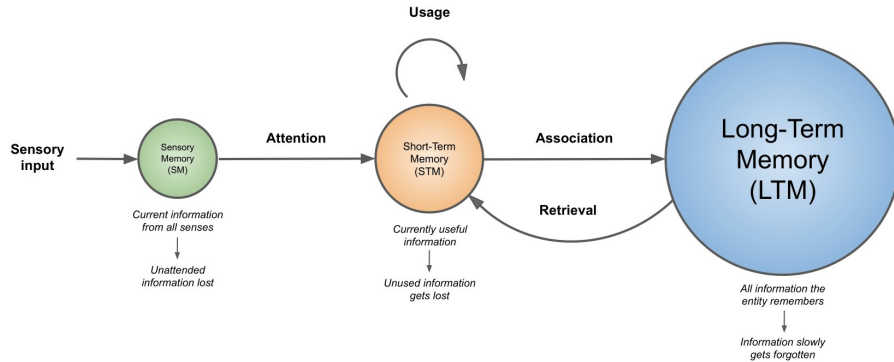 Usage
Sensory
input
Sensory
Memory
(SM)
Attention
Short-Term
Memory
(STM)
Association
Retrieval
Long-Term
Memory
(LTM)
Current information
from all senses
Unattended
information lost
Currently useful
information
Unused information
gets lost
All information the
entity remembers
Information slowly
gets forgotten